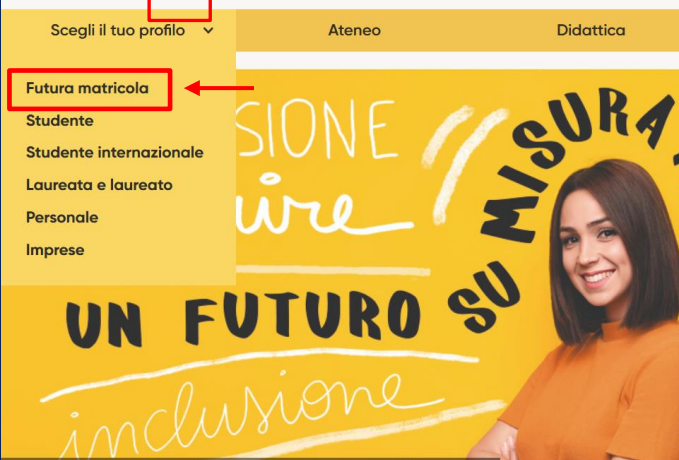 Scegli il tuo profilo
Ateneo
Didattica
Futura matricola
Studente
Studente internazionale
Laureata e laureato
Personale
Imprese
SIONE
UN FUTURO SU MISURA
inclusione